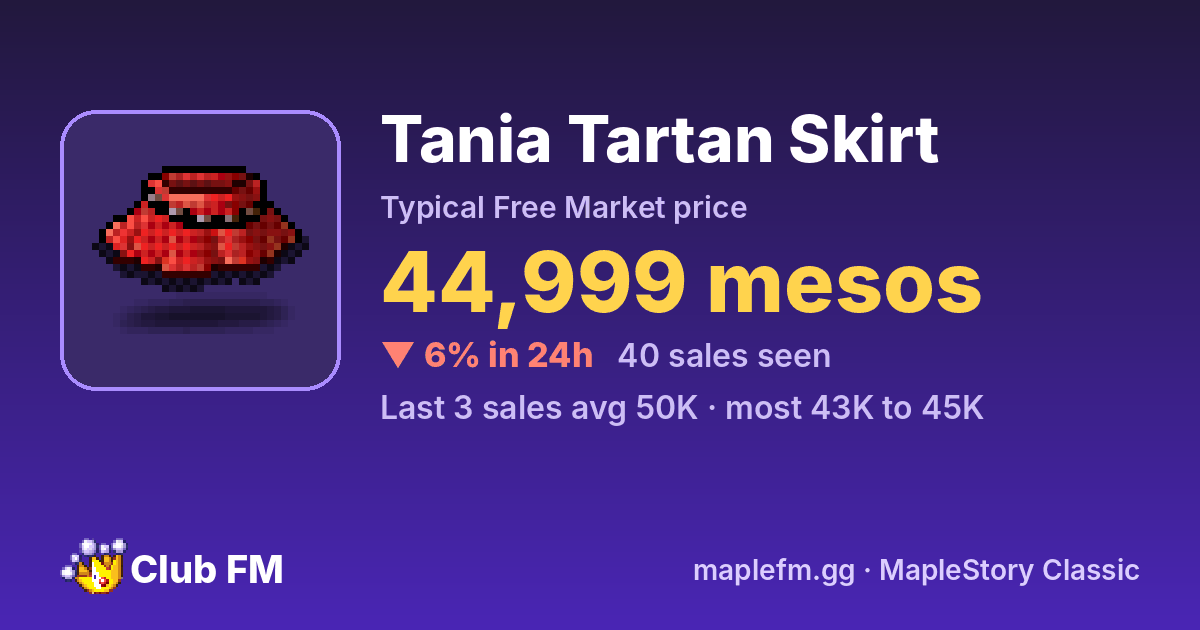 Tania Tartan Skirt
Typical Free Market price
44,999 mesos
▼ 6% in 24h 40 sales seen
Last 3 sales avg 50K · most 43K to 45K
Club FM
maplefm.gg · MapleStory Classic